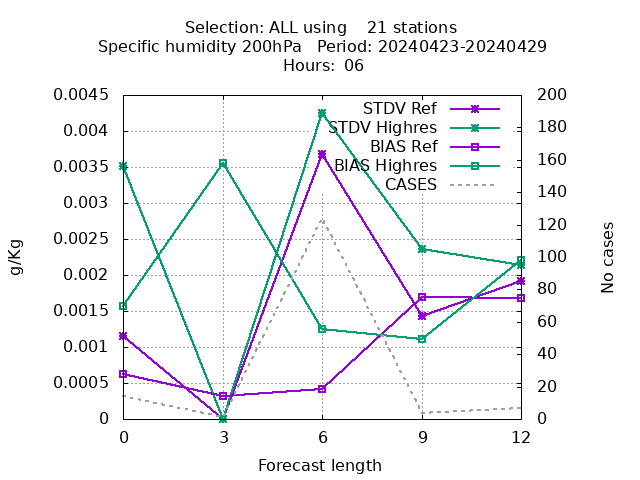 Selection: ALL using    21 stations
Specific humidity 200hPa   Period: 20240423-20240429
Hours:  06
0.0045
0.004
0.0035
0.003
0.0025
0.002
0.0015
0.001
0.0005
0
200
180
160
140
120
100
80
60
40
20
0
STDV Ref
STDV Highres
BIAS Ref
BIAS Highres
CASES
g/Kg
No cases
0 3 6 9 12
Forecast length